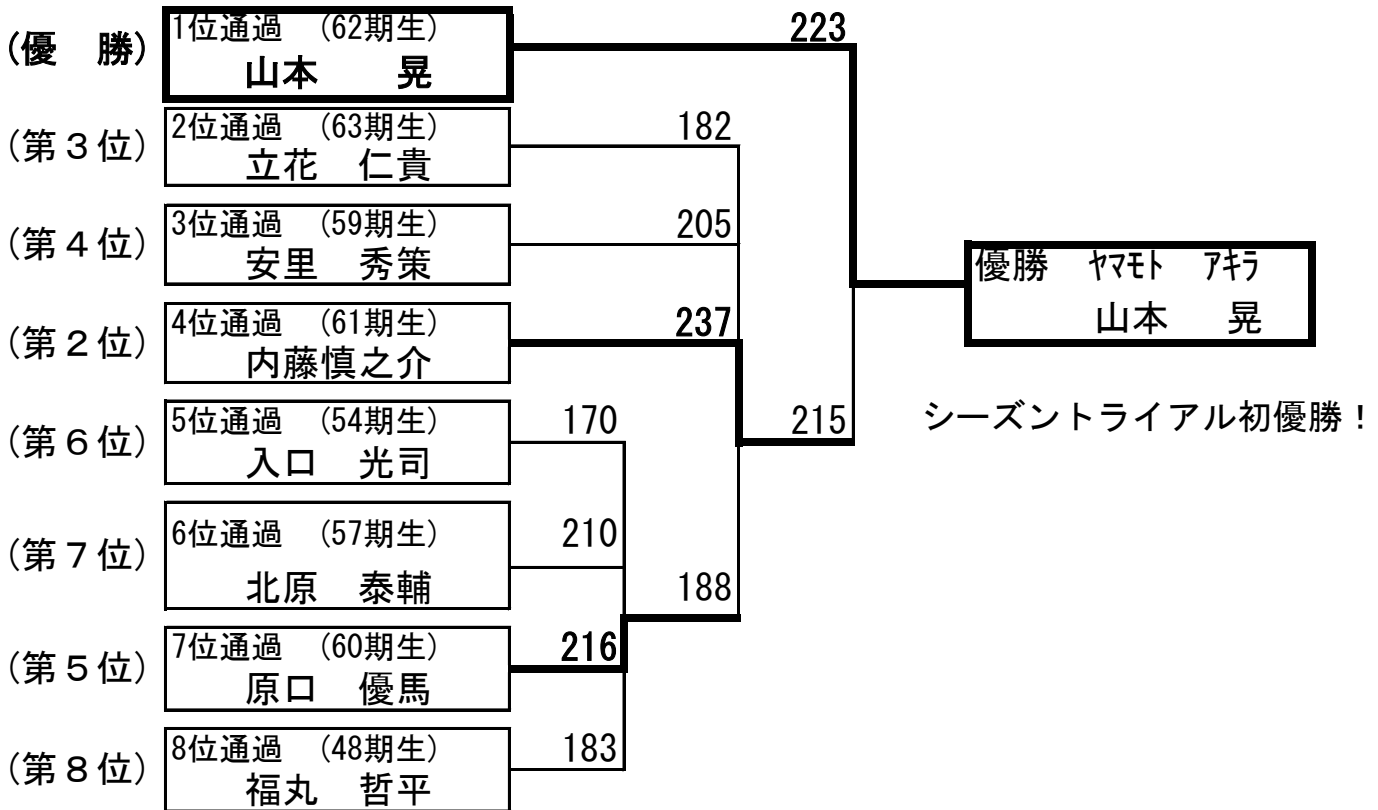 (優　勝)
1位通過　(62期生)
山本　　晃
223
(第３位)
2位通過　(63期生)
立花　仁貴
182
(第４位)
3位通過　(59期生)
安里　秀策
205
(第２位)
4位通過　(61期生)
内藤慎之介
237
優勝　ﾔﾏﾓﾄ　ｱｷﾗ
山本　　晃
(第６位)
5位通過　(54期生)
入口　光司
170
215
シーズントライアル初優勝！
(第７位)
6位通過　(57期生)
北原　泰輔
210
188
(第５位)
7位通過　(60期生)
原口　優馬
216
(第８位)
8位通過　(48期生)
福丸　哲平
183